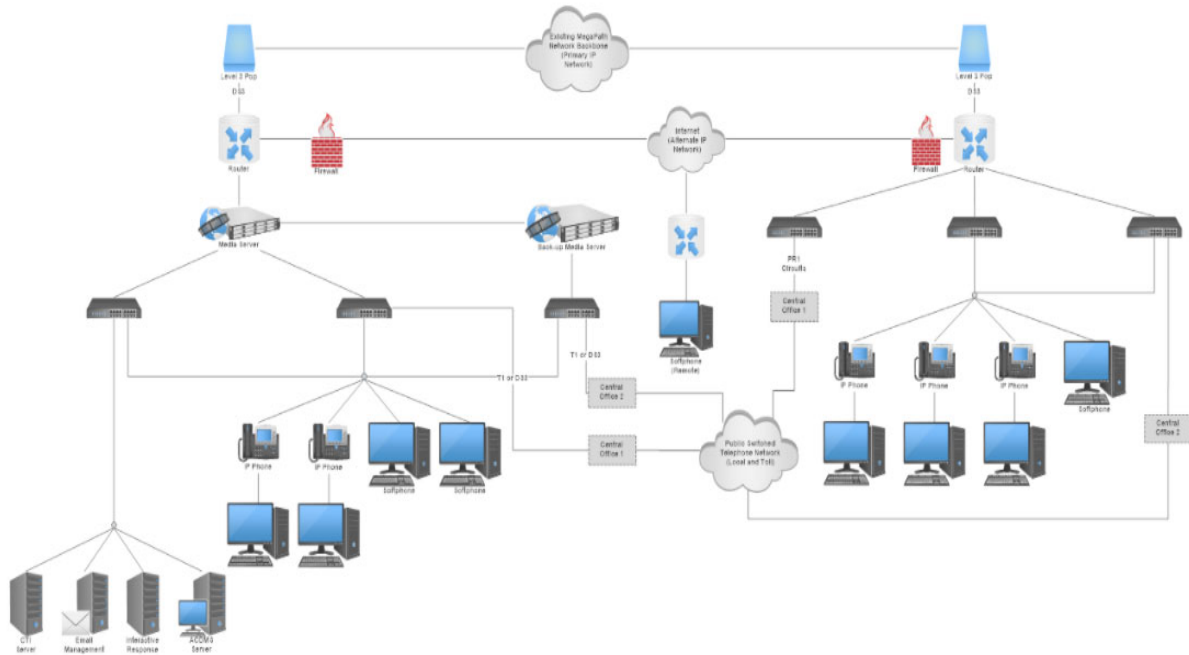 Existing MegaPath
Network Backbone
(Primary IP
Network)
Level 3 Pop
Level 3 Pop
DS3
DS3
Internet
(Alternate IP
Network)
Router
Firewall
Firewall
Router
Media Server
Back-up Media Server
PR1
Circuits
Central
Office 1
Softphone
(Remote)
T1 or DS3
T1 or DS3
IP Phone
IP Phone
IP Phone
Softphone
Central
Office 2
Central
Office 2
Central
Office 1
Public Switched
Telephone Network
(Local and Toll)
IP Phone
IP Phone
Softphone
Softphone
CTI
Server
Email
Management
Interactive
Response
Server